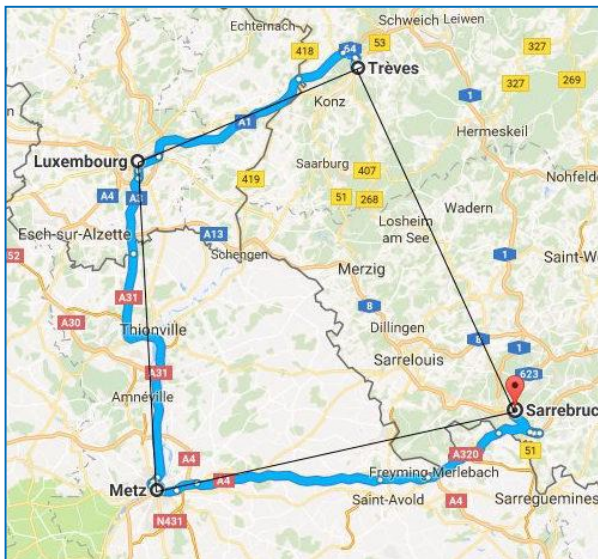 Schweich Leiwen
Echternach
64
53
418
327
Trèves
269
Konz
327
1
A1
Hermeskeil
Luxembourg
Saarburg
407
Nohfelde
A4
A3
419
51
268
Wadern
Esch-sur-Alzette
Losheim
am See
A13
Schengen
52
1
Saint-We
Merzig
A31
8
A30
Thionville
Dillingen
8
1
Sarrelouis
A31
623
Amnéville
Sarrebruc
A320
51
A4
Freyming-Merlebach
Metz
A4
Saint-Avold
A4
Sarreguemines
N431